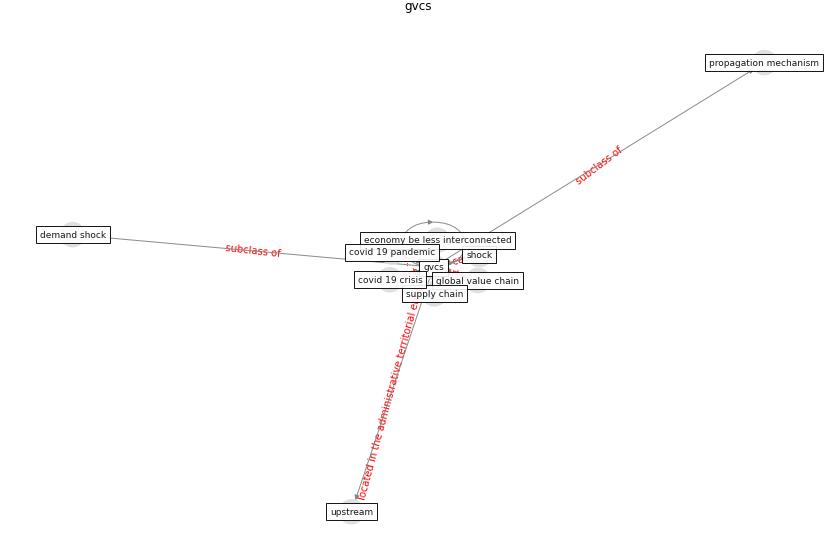 gvcs
propagation mechanism
subclass of
demand shock
subclass of
economy be less interconnected
covid 19 pandemic
shock
gvcs
covid 19 crisis
global value chain
supply chain
located in the administrative territorial
upstream